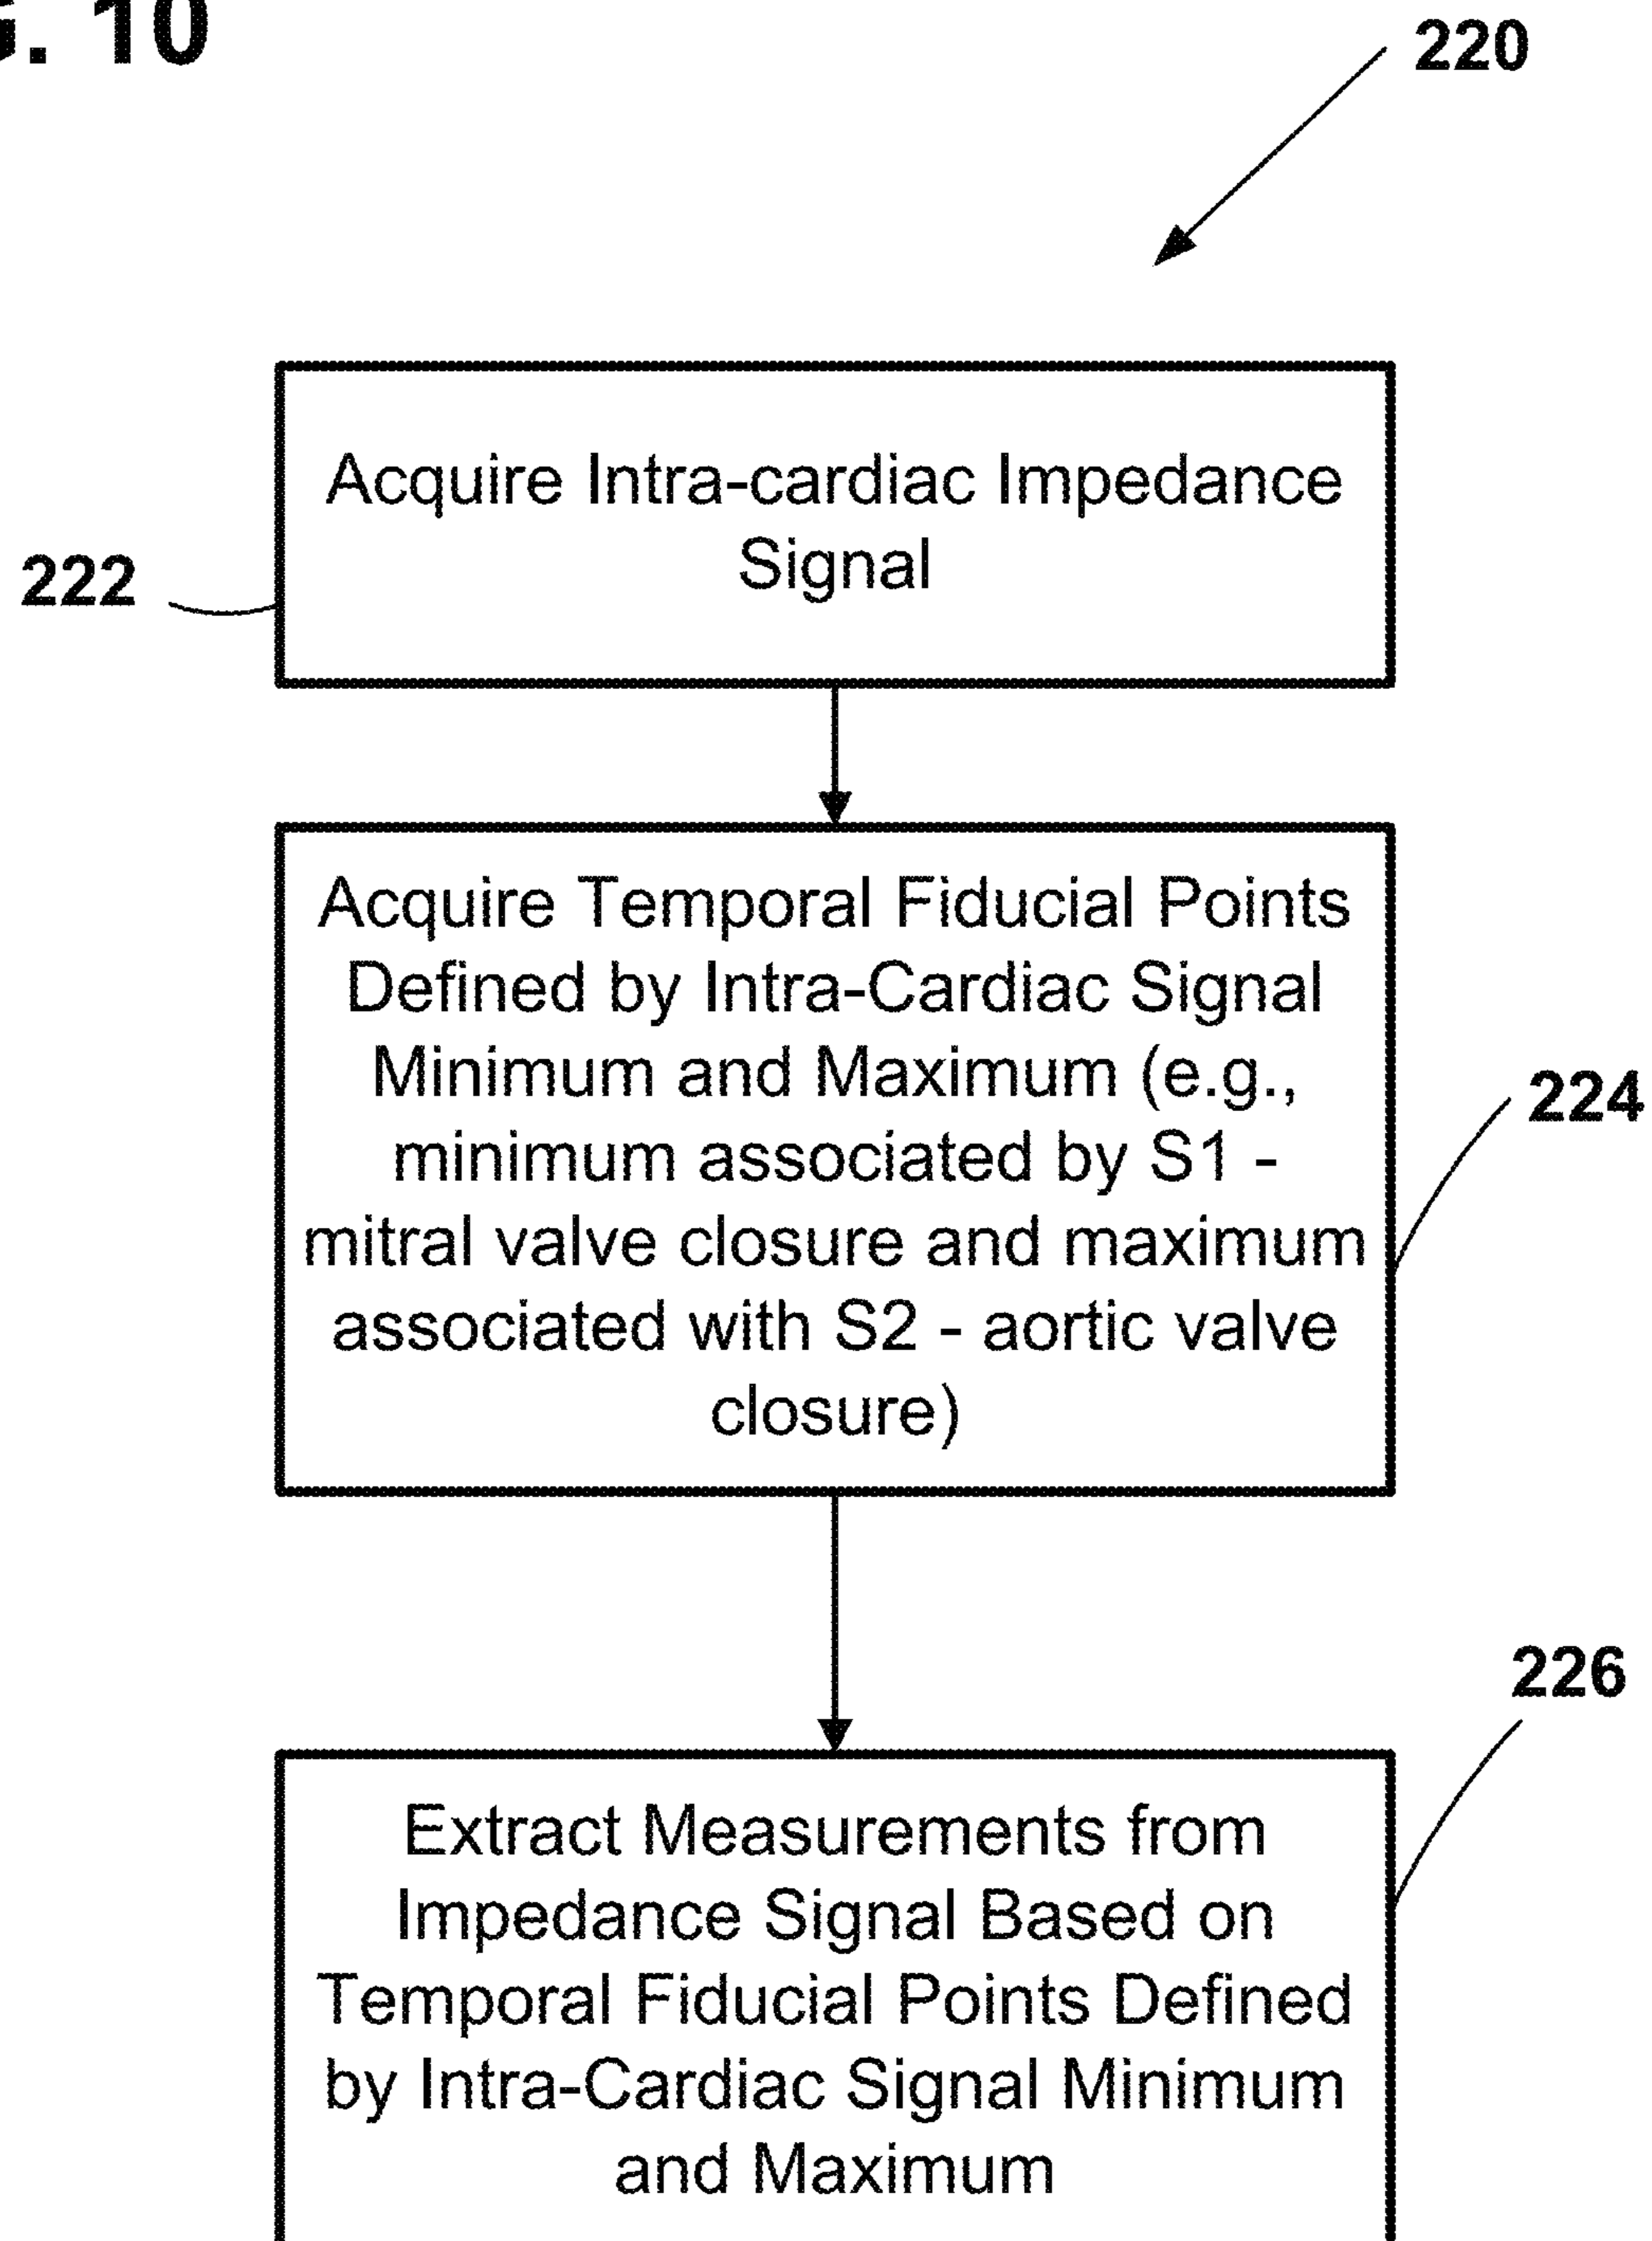 G. 10
220
Acquire Intra-cardiac Impedance
Signal
222
Acquire Temporal Fiducial Points
Defined by Intra-Cardiac Signal
Minimum and Maximum (e.g.,
minimum associated by S1 -
mitral valve closure and maximum
associated with S2 - aortic valve
closure)
224
226
Extract Measurements from
Impedance Signal Based on
Temporal Fiducial Points Defined
by Intra-Cardiac Signal Minimum
and Maximum